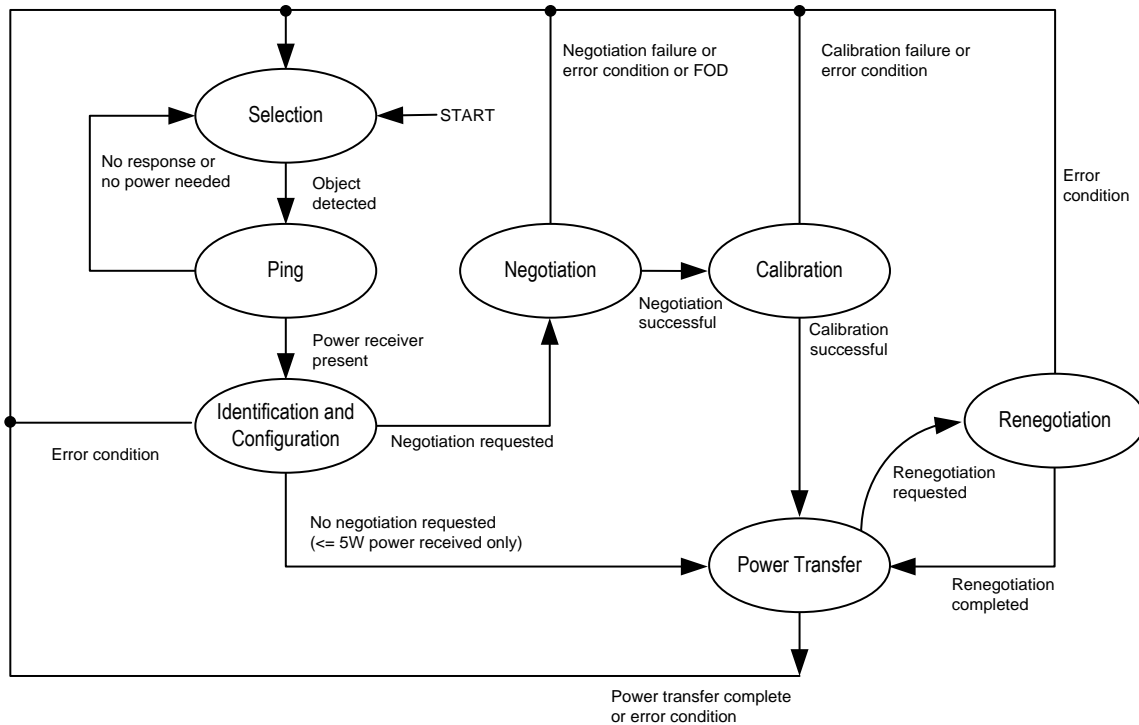 Negotiation failure or
error condition or FOD
Calibration failure or
error condition
Selection
START
No response or
no power needed
Object
detected
Error
condition
Ping
Negotiation
Calibration
Negotiation
successful
Calibration
successful
Power receiver
present
Identification and
Configuration
Renegotiation
Error condition
Negotiation requested
Renegotiation
requested
No negotiation requested
(<= 5W power received only)
Power Transfer
Renegotiation
completed
Power transfer complete
or error condition